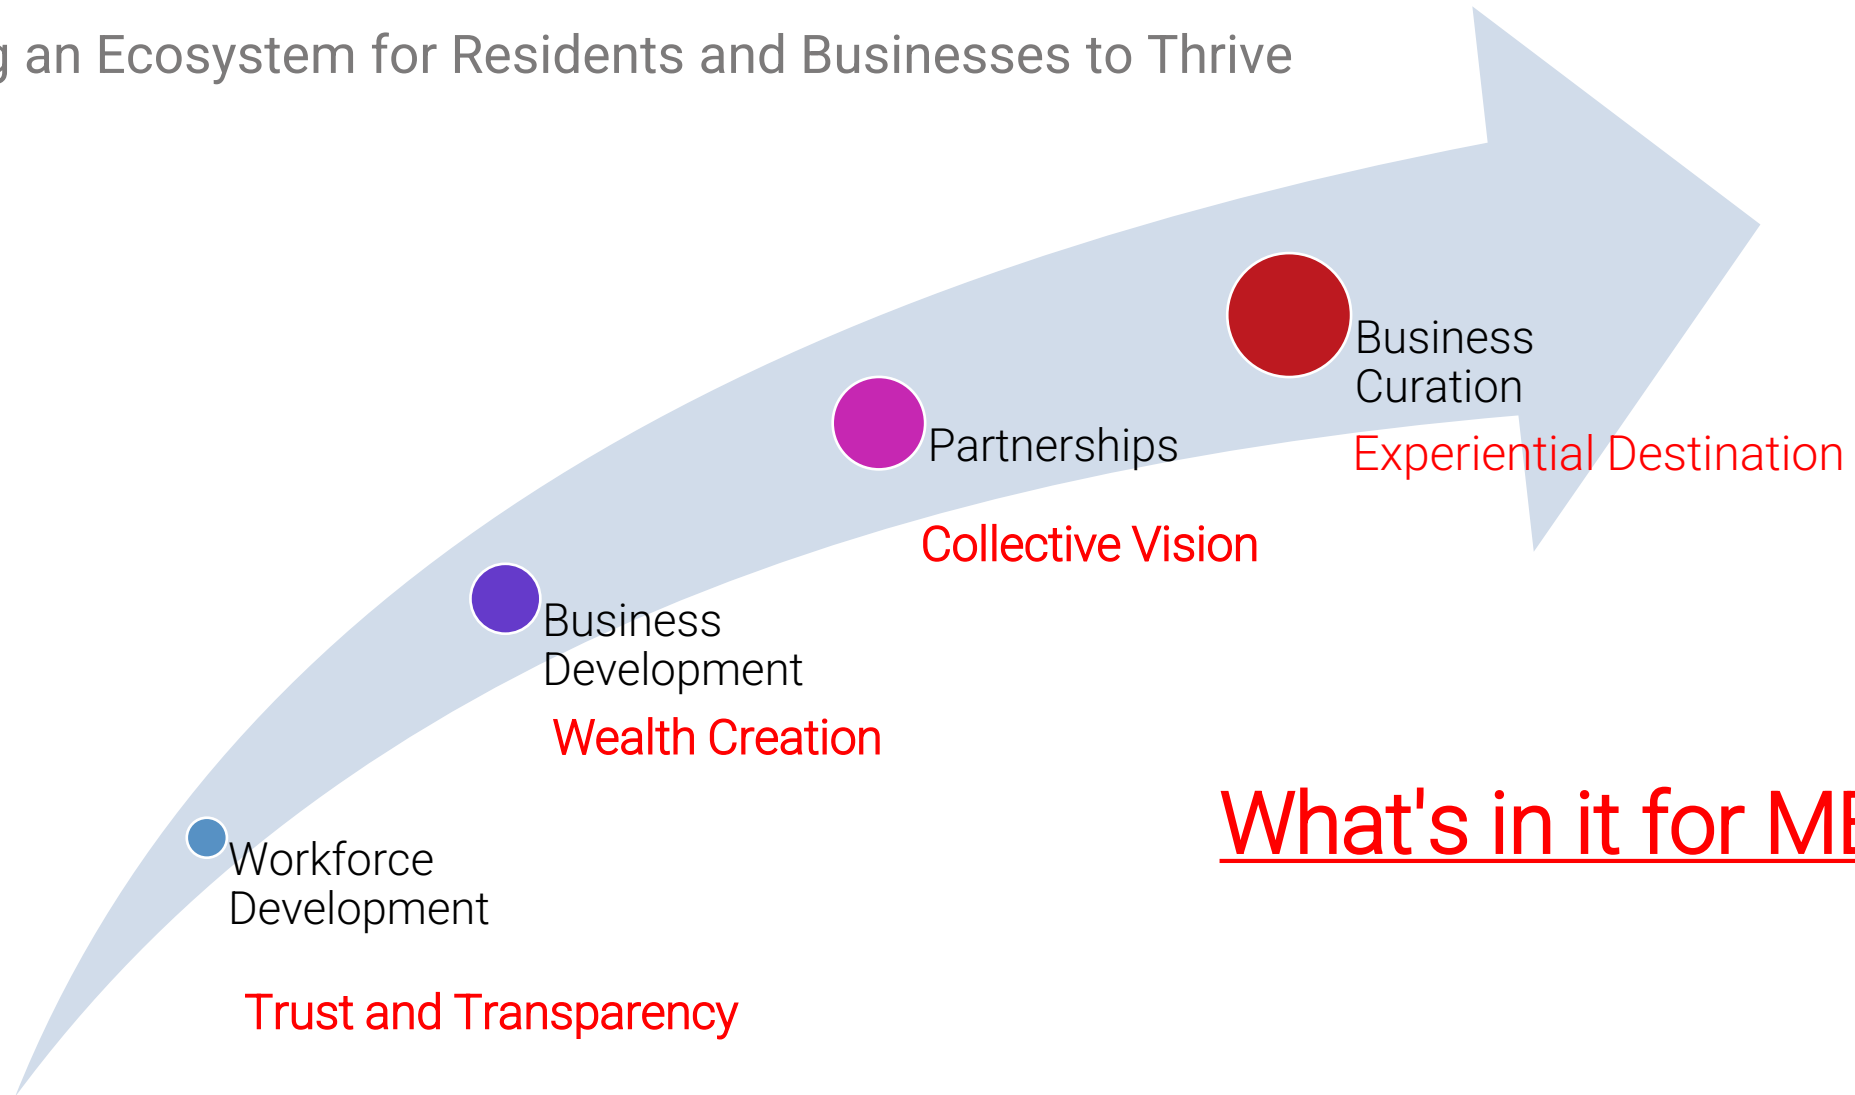 an Ecosystem for Residents and Businesses to Thrive
Business
Curation
Experiential Destination
Partnerships
Collective Vision
Business
Development
Wealth Creation
What's in it for
Workforce
Development
Trust and Transparency